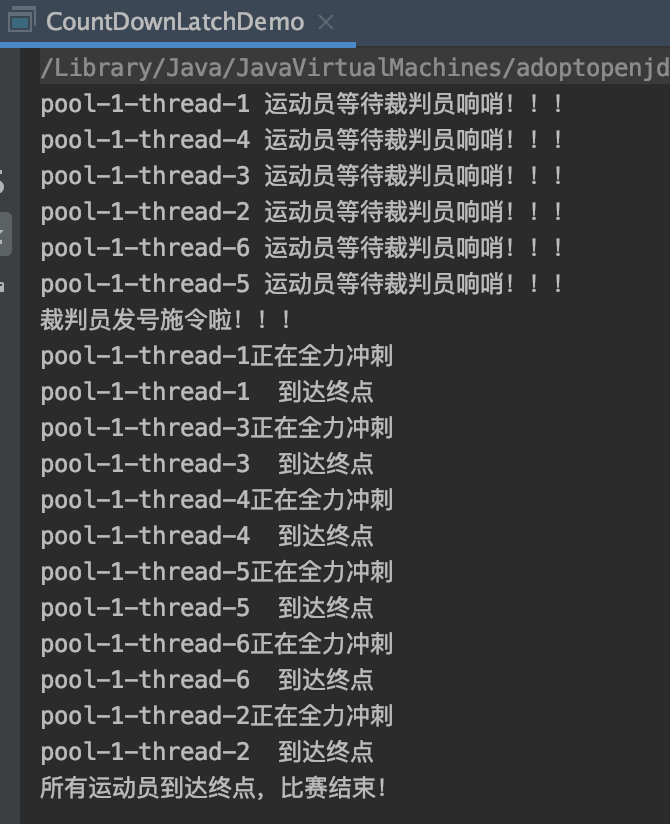 CountDownLatchDemo
/Library/Java/JavaVirtualMachines/adoptopenjd
pool-1-thread-1 运动员等待裁判员响哨！！！
pool-1-thread-4 运动员等待裁判员响哨！！！
pool-1-thread-3 运动员等待裁判员响哨！！！
pool-1-thread-2 运动员等待裁判员响哨！！！
pool-1-thread-6 运动员等待裁判员响哨！！！
pool-1-thread-5 运动员等待裁判员响哨！！！
裁判员发号施令啦！！！
pool-1-thread-1正在全力冲刺
pool-1-thread-1  到达终点
pool-1-thread-3正在全力冲刺
pool-1-thread-3  到达终点
pool-1-thread-4正在全力冲刺
pool-1-thread-4  到达终点
pool-1-thread-5正在全力冲刺
pool-1-thread-5  到达终点
pool-1-thread-6正在全力冲刺
pool-1-thread-6  到达终点
pool-1-thread-2正在全力冲刺
pool-1-thread-2  到达终点
所有运动员到达终点，比赛结束！